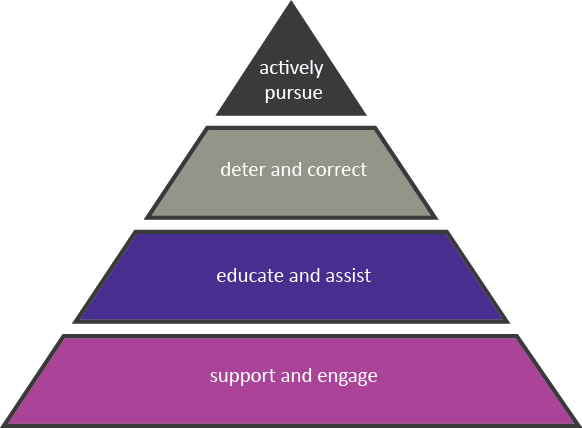 actively
pursue
deter and correct
educate and assist
support and engage